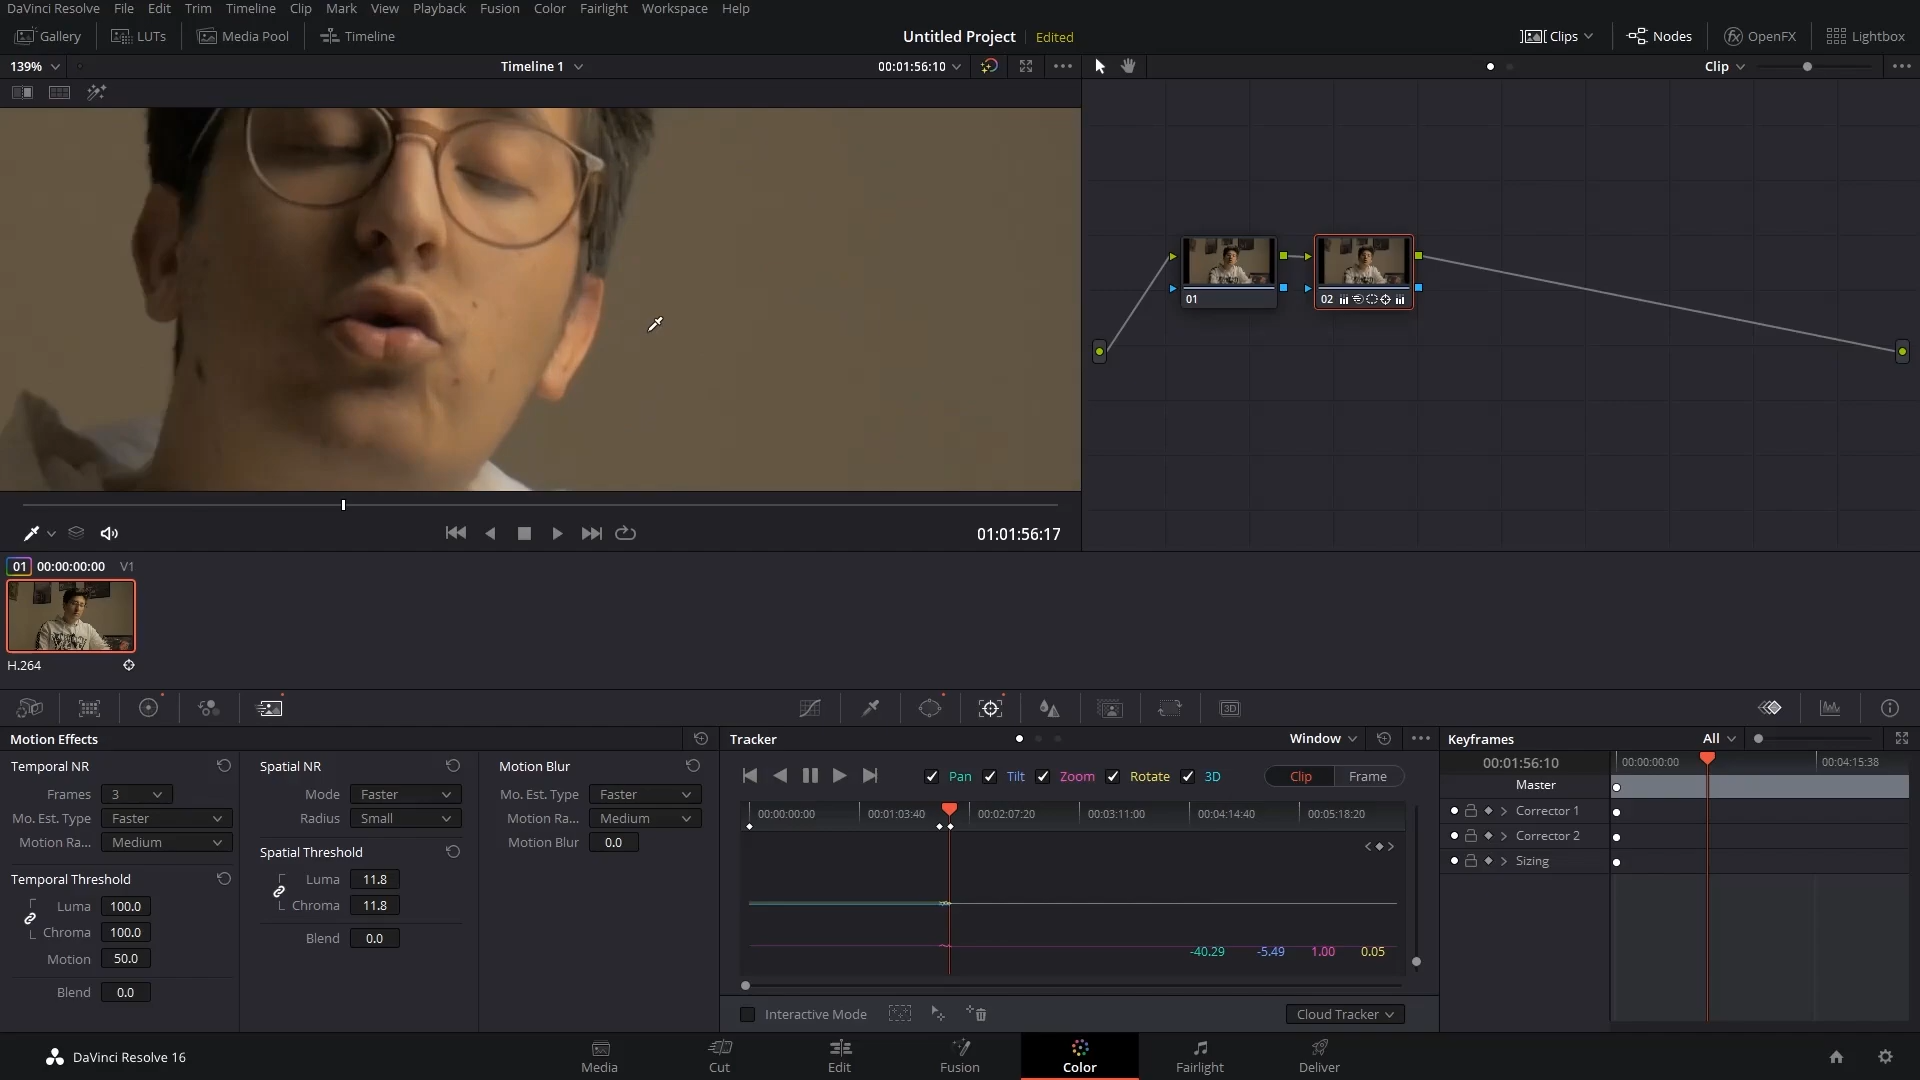 DaVinci Resolve File Edit Trim Timeline Clip Mark View Playback Fusion Color Fairlight Workspace Help
Gallery LUTs Media Pool Timeline Untitled Project Edited Clips Nodes fx OpenFX Lightbox
139% Timeline 1 00:01:56:10 Clip
01
02
01:01:56:17
01 00:00:00:00 V1
H.264
3D
Motion Effects
Temporal NR
Frames 3
Mo. Est. Type Faster
Motion Ra... Medium
Temporal Threshold
Luma 100.0
Chroma 100.0
Motion 50.0
Blend 0.0
Spatial NR
Mode Faster
Radius Small
Spatial Threshold
Luma 11.8
Chroma 11.8
Blend 0.0
Motion Blur
Mo. Est. Type Faster
Motion Ra... Medium
Motion Blur 0.0
Tracker Window
Pan Tilt Zoom Rotate 3D Clip Frame
00:00:00:00 00:01:03:40 00:02:07:20 00:03:11:00 00:04:14:40 00:05:18:20
-40.29 -5.49 1.00 0.05
Interactive Mode Cloud Tracker
Keyframes All
00:01:56:10 00:00:00:00 00:04:15:38
Master
Corrector 1
Corrector 2
Sizing
DaVinci Resolve 16 Media Cut Edit Fusion Color Fairlight Deliver